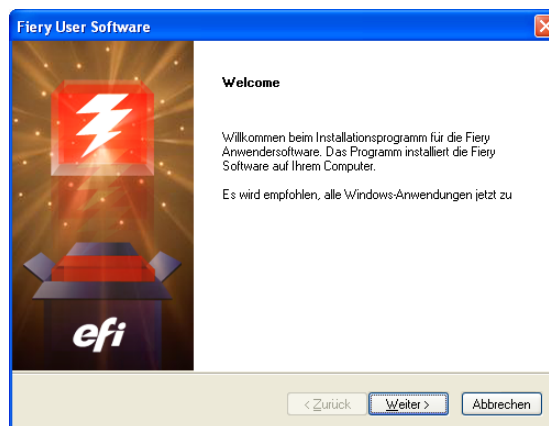 Fiery User Software
Welcome
Willkommen beim Installationsprogramm für die Fiery
Anwendersoftware. Das Programm installiert die Fiery
Software auf Ihrem Computer.
Es wird empfohlen, alle Windows-Anwendungen jetzt zu
efi
< Zurück
Weiter >
Abbrechen